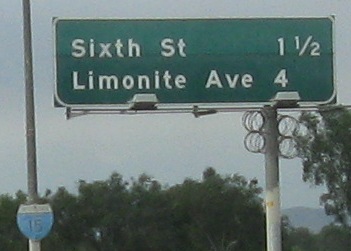 Sixth St 1 ½
Limonite Ave 4
15